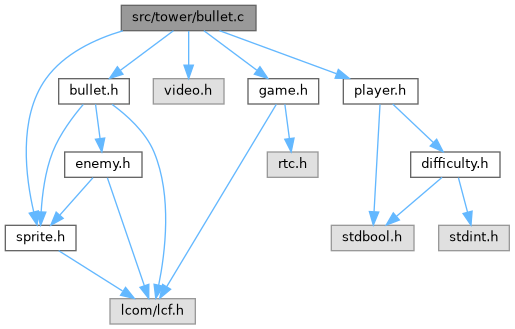 src/tower/bullet.c
bullet.h
video.h
game.h
player.h
enemy.h
rtc.h
difficulty.h
sprite.h
stdbool.h
stdint.h
lcom/lcf.h